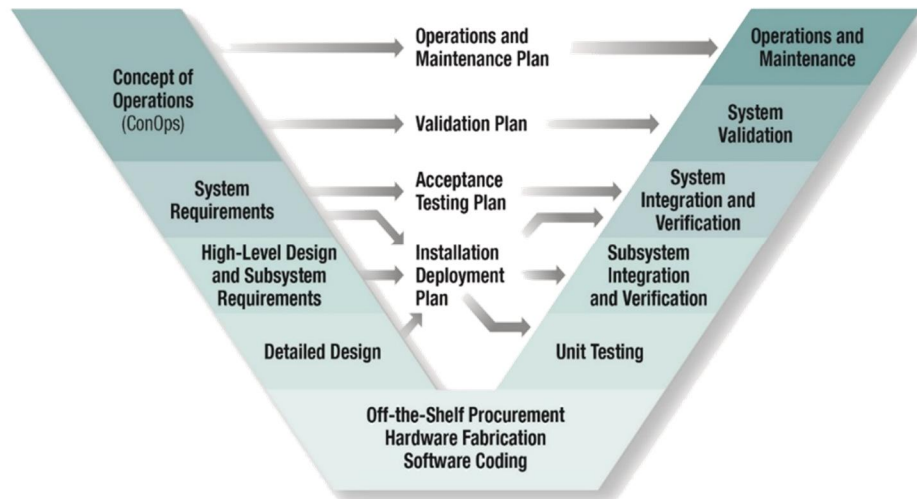 Concept of
Operations
(ConOps)
System
Requirements
High-Level Design
and Subsystem
Requirements
Detailed Design
Operations and
Maintenance Plan
Validation Plan
Acceptance
Testing Plan
Installation
Deployment
Plan
Operations and
Maintenance
System
Validation
System
Integration and
Verification
Subsystem
Integration
and Verification
Unit Testing
Off-the-Shelf Procurement
Hardware Fabrication
Software Coding